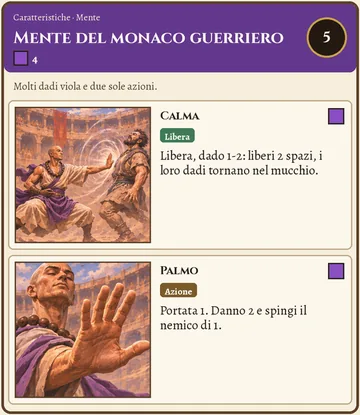 Caratteristiche · Mente
Mente del monaco guerriero
5
4
Molti dadi viola e due sole azioni.
Calma
Libera
Libera, dado 1-2: liberi 2 spazi, i
loro dadi tornano nel mucchio.
Palmo
Azione
Portata 1. Danno 2 e spingi il
nemico di 1.